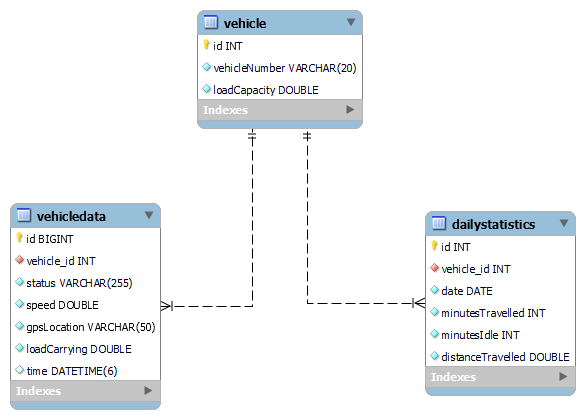 vehicle
id INT
vehicleNumber VARCHAR(20)
loadCapacity DOUBLE
Indexes
vehicledata
id BIGINT
vehicle_id INT
status VARCHAR(255)
speed DOUBLE
gpsLocation VARCHAR(50)
loadCarrying DOUBLE
time DATETIME(6)
Indexes
dailystatistics
id INT
vehicle_id INT
date DATE
minutesTravelled INT
minutesIdle INT
distanceTravelled DOUBLE
Indexes